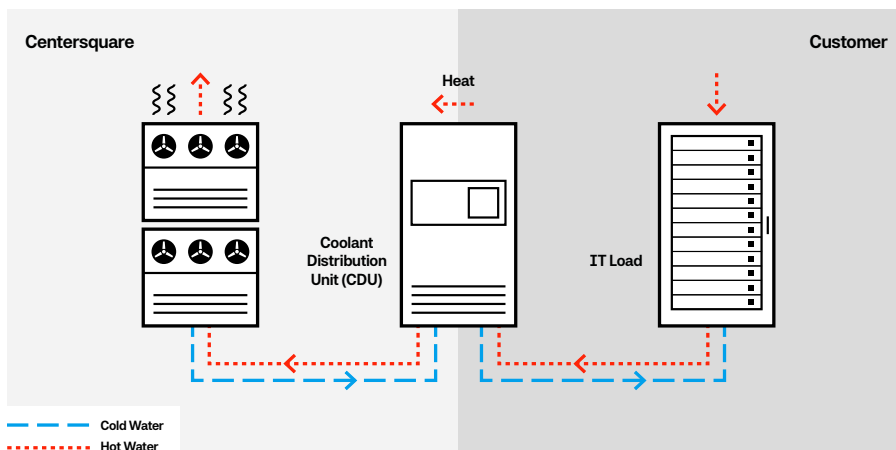 Centersquare
Customer
Heat
Coolant
Distribution
Unit (CDU)
IT Load
Cold Water
Hot Water